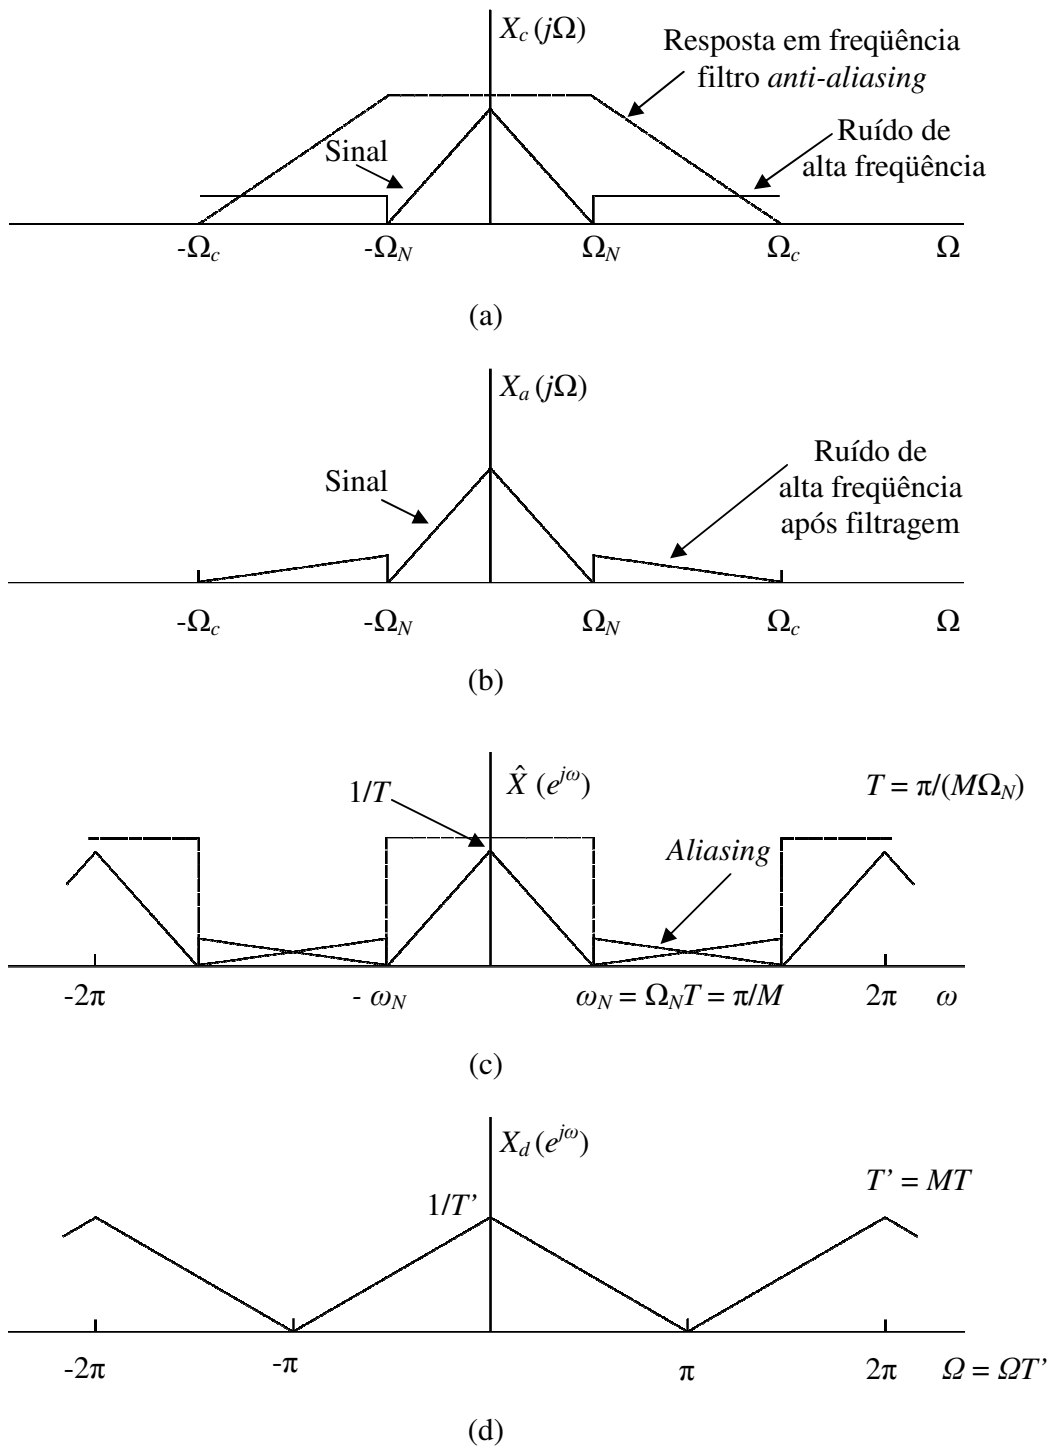 X_c (jΩ)
Resposta em freqüência
filtro anti-aliasing
Sinal
Ruído de
alta freqüência
-Ω_c -Ω_N Ω_N Ω_c Ω
(a)
X_a (jΩ)
Sinal
Ruído de
alta freqüência
após filtragem
-Ω_c -Ω_N Ω_N Ω_c Ω
(b)
1/T
X̂ (e^{jω})
T = π/(MΩ_N)
Aliasing
-2π - ω_N ω_N = Ω_N T = π/M 2π ω
(c)
X_d (e^{jω})
T’ = MT
1/T’
-2π -π π 2π Ω = ΩT’
(d)